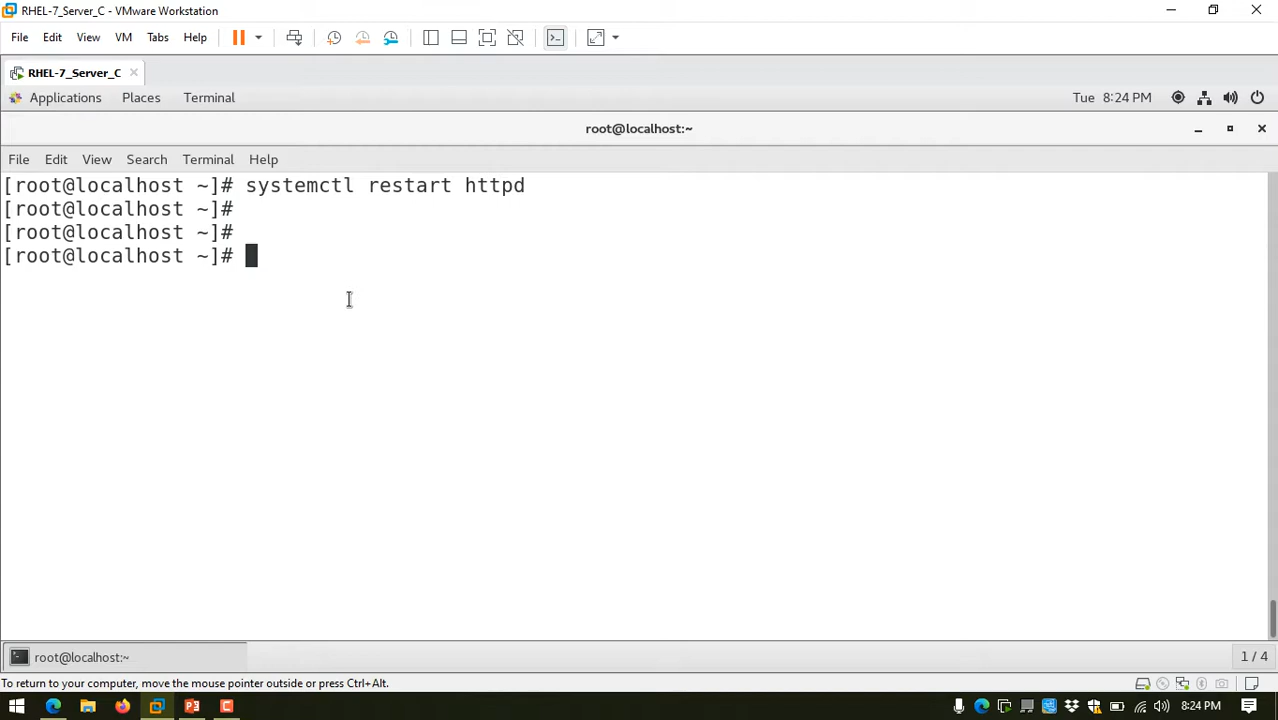 RHEL-7_Server_C - VMware Workstation
File Edit View VM Tabs Help
RHEL-7_Server_C
Applications Places Terminal Tue 8:24 PM
root@localhost:~
File Edit View Search Terminal Help
[root@localhost ~]# systemctl restart httpd
[root@localhost ~]#
[root@localhost ~]#
[root@localhost ~]#
root@localhost:~ 1 / 4
To return to your computer, move the mouse pointer outside or press Ctrl+Alt.
8:24 PM